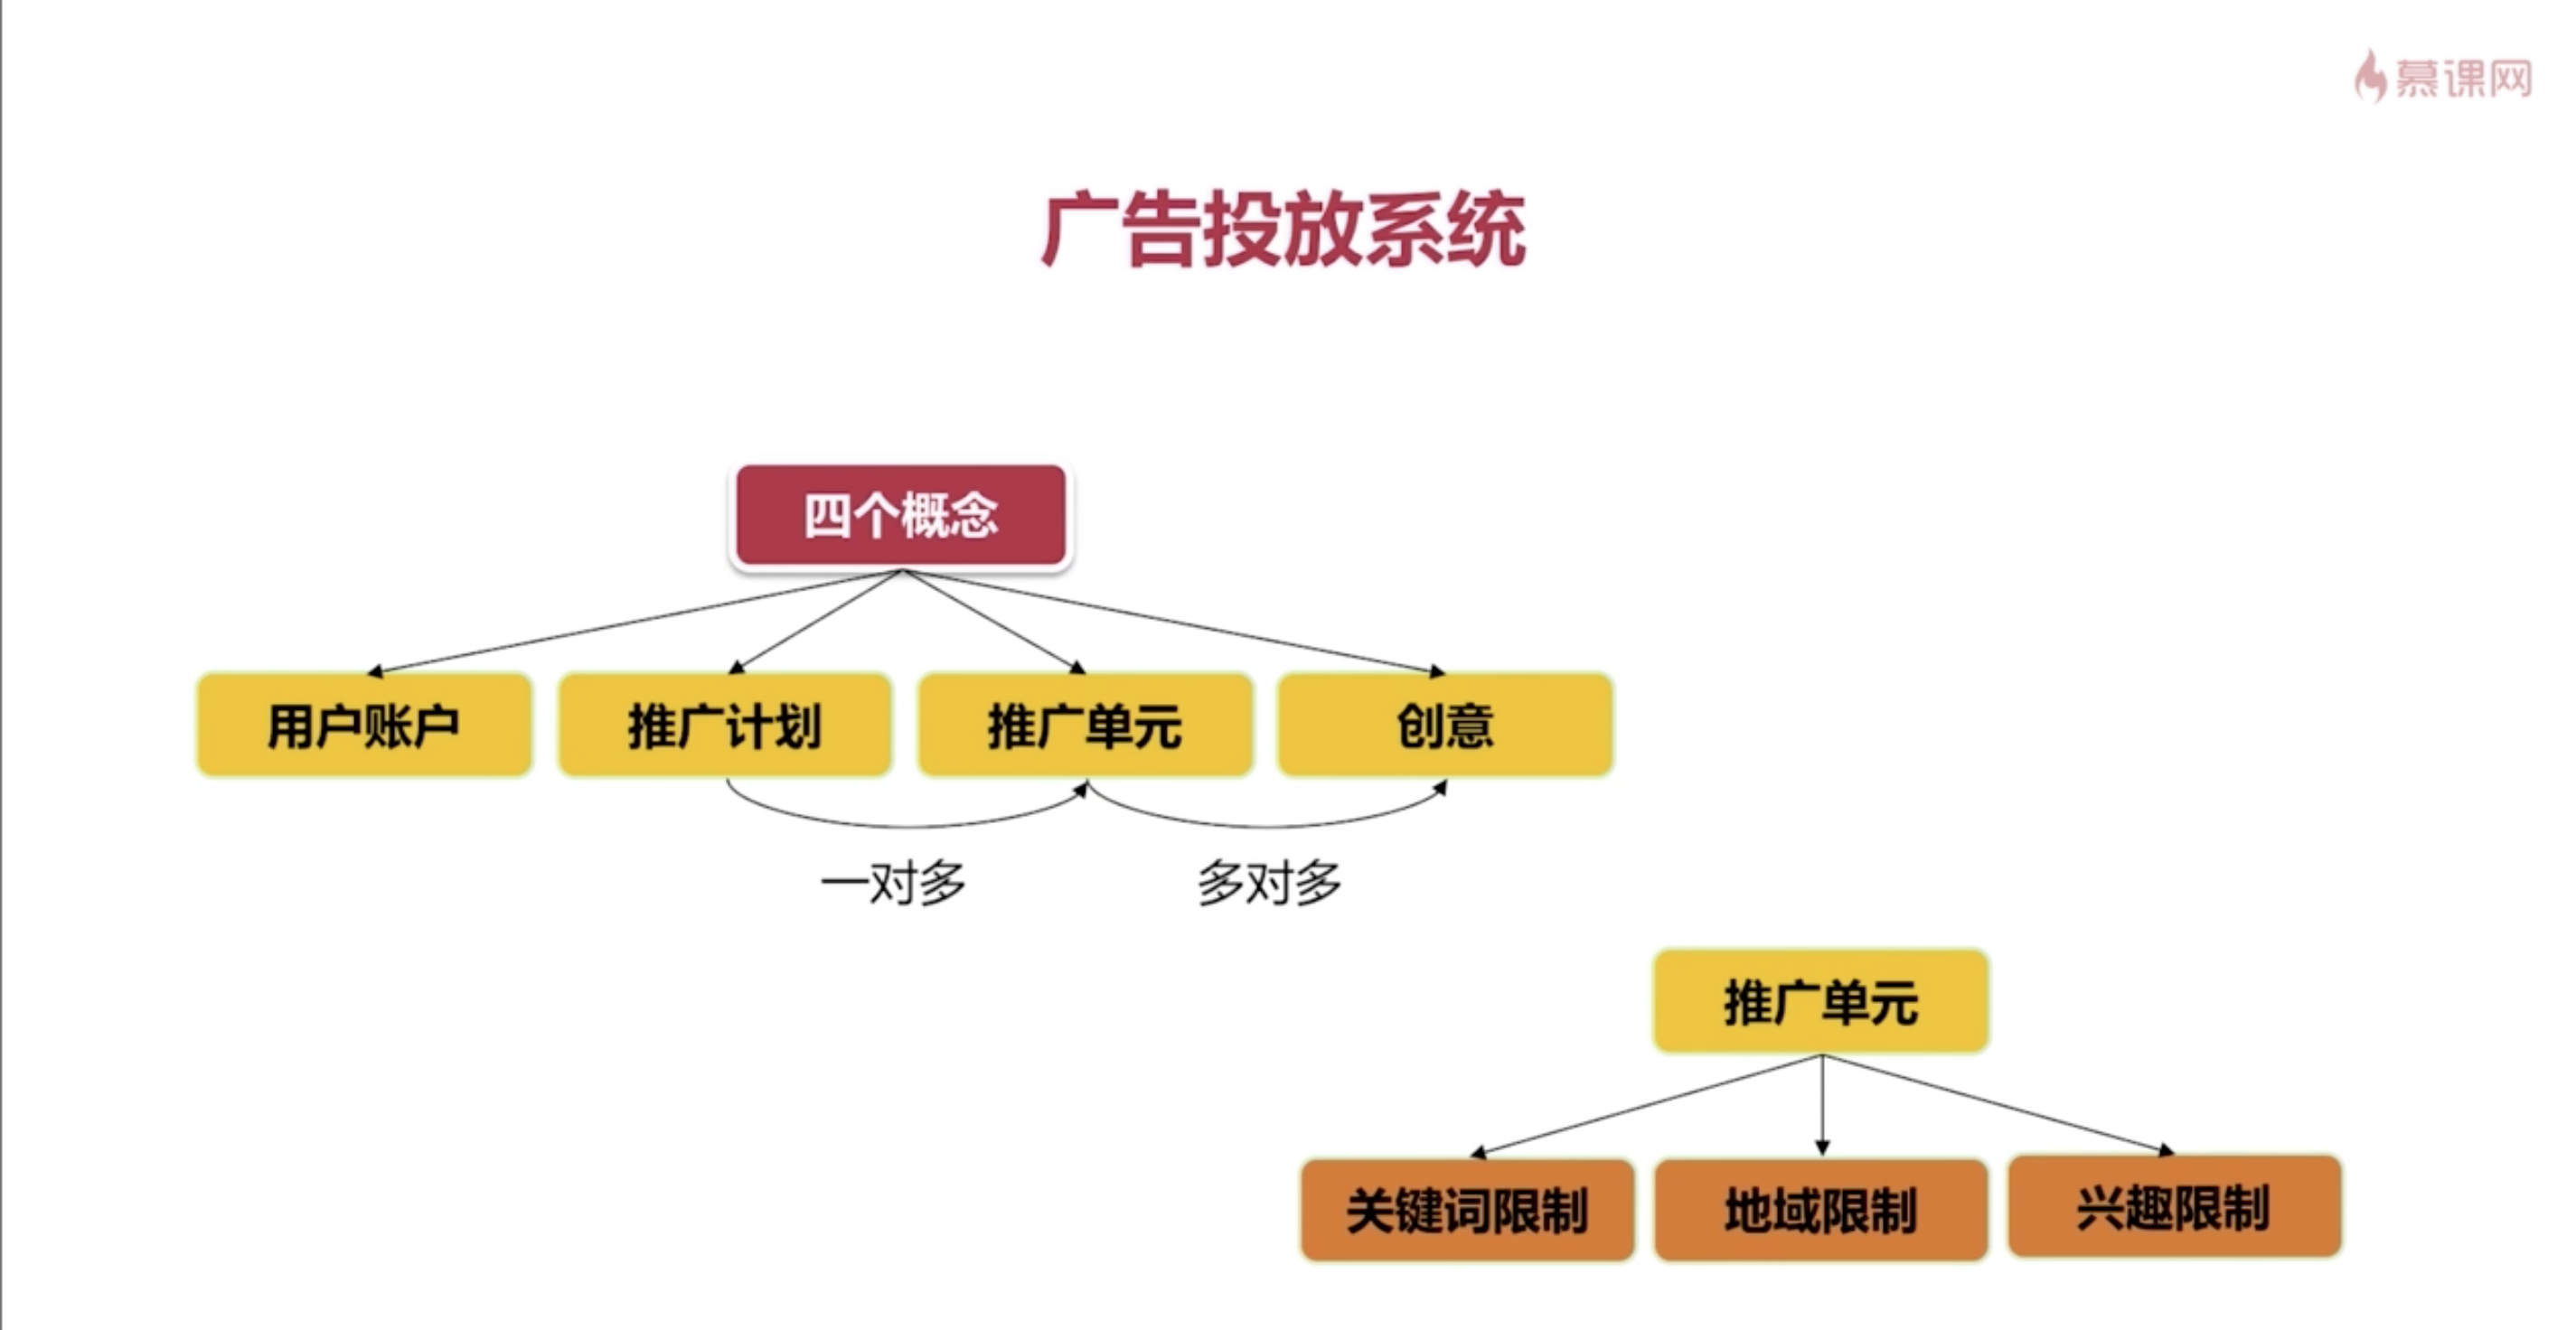 慕课网
广告投放系统
四个概念
用户账户
推广计划
推广单元
创意
一对多
多对多
推广单元
关键词限制
地域限制
兴趣限制